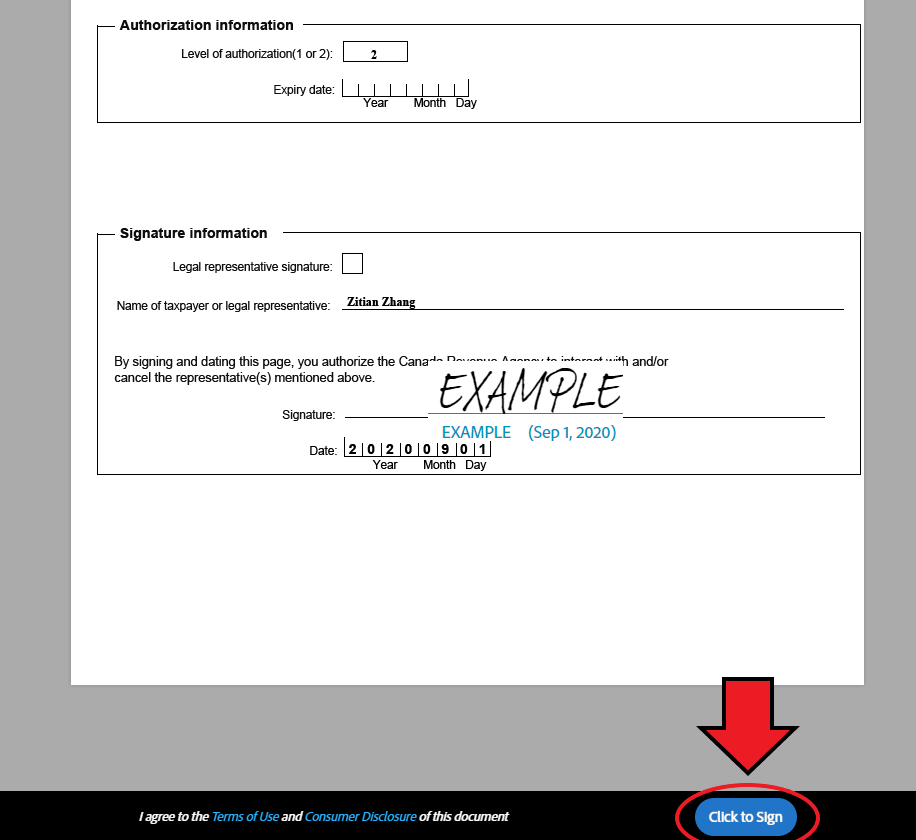 Authorization information
Level of authorization(1 or 2): 2
Expiry date:
Year Month Day
Signature information
Legal representative signature:
Name of taxpayer or legal representative: Zitian Zhang
By signing and dating this page, you authorize the Canada Revenue Agency to interact with and/or
cancel the representative(s) mentioned above.
EXAMPLE
Signature:
EXAMPLE (Sep 1, 2020)
Date: 2 0 2 0 0 9 0 1
Year Month Day
I agree to the Terms of Use and Consumer Disclosure of this document
Click to Sign